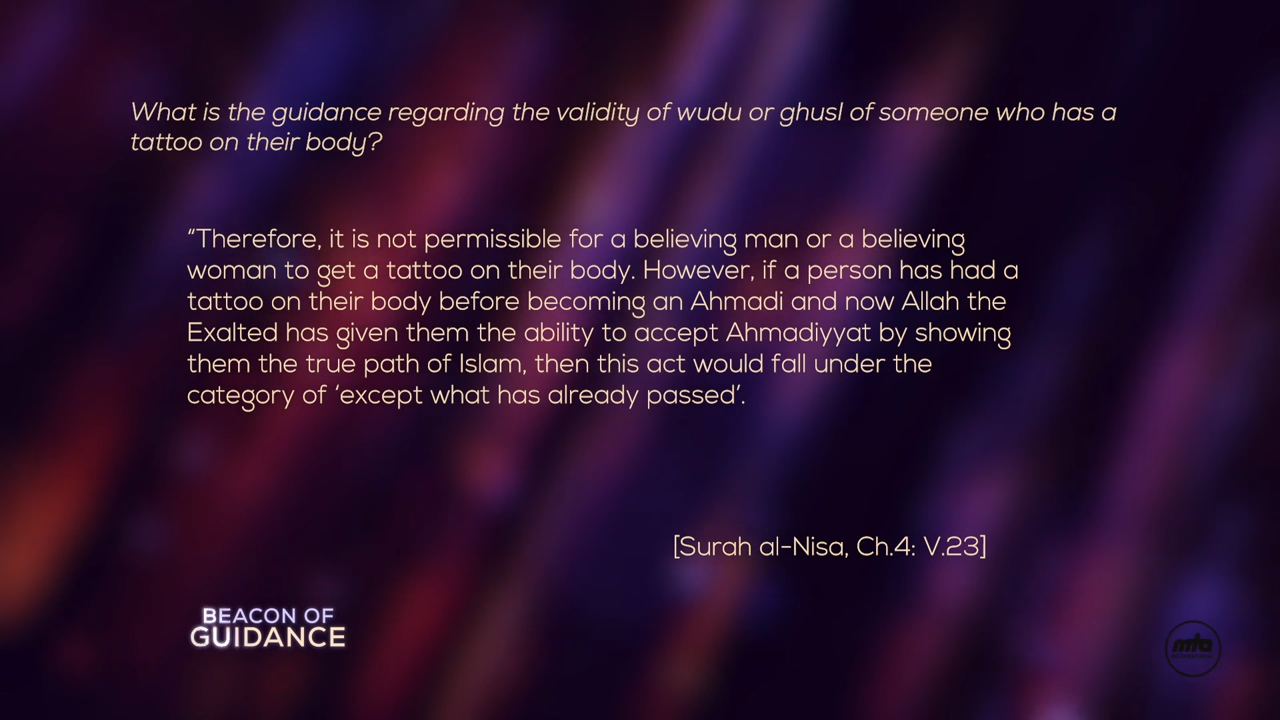 What is the guidance regarding the validity of wudu or ghusl of someone who has a
tattoo on their body?
“Therefore, it is not permissible for a believing man or a believing
woman to get a tattoo on their body. However, if a person has had a
tattoo on their body before becoming an Ahmadi and now Allah the
Exalted has given them the ability to accept Ahmadiyyat by showing
them the true path of Islam, then this act would fall under the
category of ‘except what has already passed’.
[Surah al-Nisa, Ch.4: V.23]
BEACON OF
GUIDANCE
mta